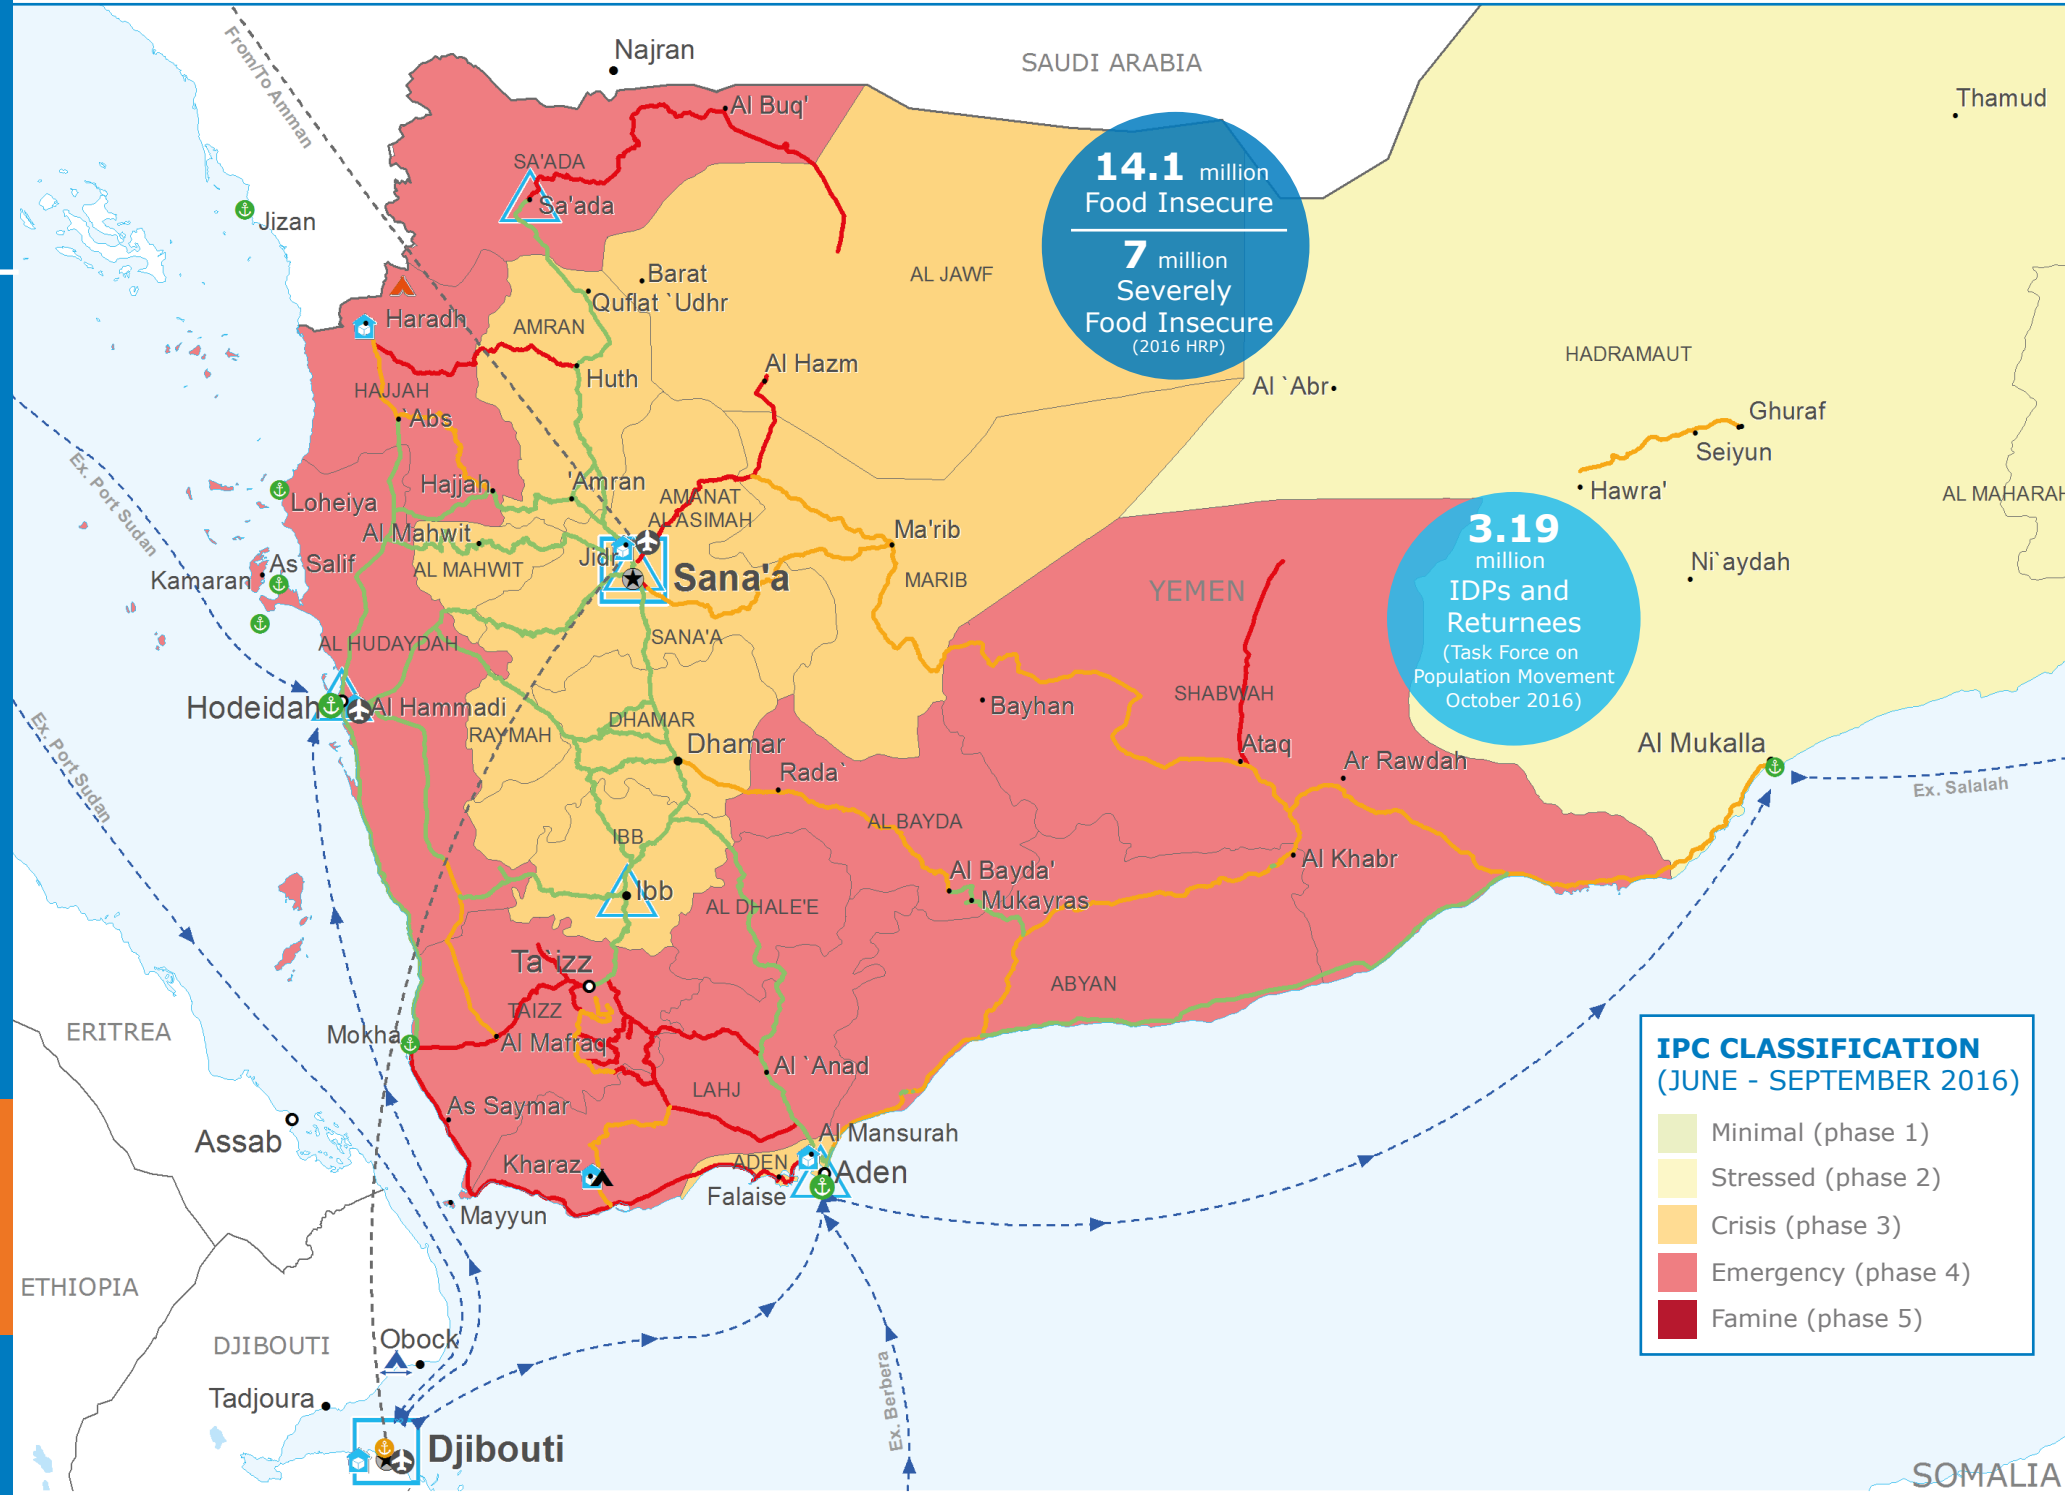 Najran
SAUDI ARABIA
From/To Amman
Thamud
Al Buq'
SA'ADA
Sa'ada
Jizan
14.1 million
Food Insecure
7 million
Severely
Food Insecure
(2016 HRP)
Barat
AL JAWF
Quflat `Udhr
Haradh
AMRAN
HADRAMAUT
Al Hazm
Huth
Al `Abr
HAJJAH
`Abs
Ghuraf
Seiyun
Ex. Port Sudan
Hajjah
'Amran
AMANAT
AL ASIMAH
Hawra'
AL MAHARAH
Loheiya
Al Mahwit
Jidr
Ma'rib
3.19
million
IDPs and
Returnees
(Task Force on
Population Movement
October 2016)
As Salif
Kamaran
AL MAHWIT
Sana'a
MARIB
YEMEN
Ni`aydah
AL HUDAYDAH
SANA'A
SHABWAH
Hodeidah
Al Hammadi
Bayhan
DHAMAR
RAYMAH
Dhamar
Ataq
Ar Rawdah
Al Mukalla
Ex. Port Sudan
Rada`
Ex. Salalah
IBB
AL BAYDA
Al Khabr
Ibb
Al Bayda'
Mukayras
AL DHALE'E
Ta`izz
ABYAN
TAIZZ
ERITREA
Mokha
Al Mafraq
Al `Anad
LAHJ
As Saymar
Assab
Al Mansurah
Kharaz
ADEN
Aden
Falaise
Mayyun
IPC CLASSIFICATION
(JUNE - SEPTEMBER 2016)
Minimal (phase 1)
Stressed (phase 2)
Crisis (phase 3)
Emergency (phase 4)
Famine (phase 5)
ETHIOPIA
DJIBOUTI
Obock
Tadjoura
Ex. Berbera
Djibouti
SOMALIA